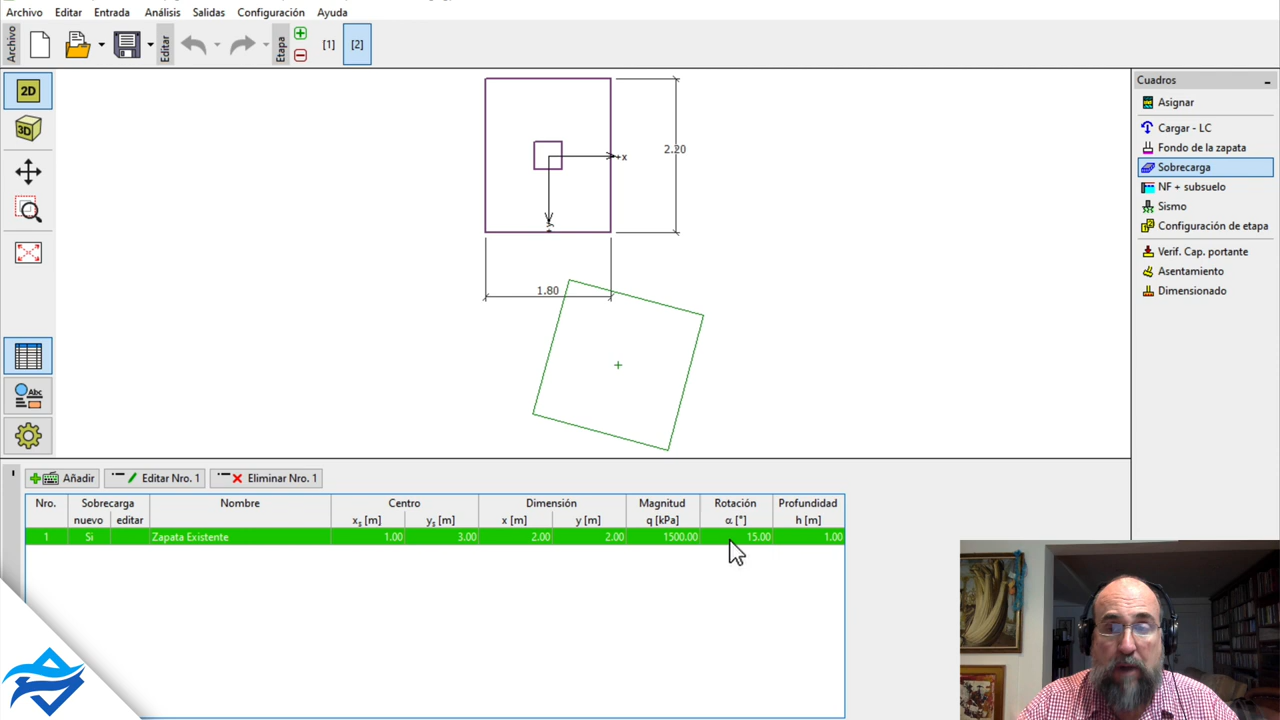 Archivo Editar Entrada Análisis Salidas Configuración Ayuda
Archivo
Editar
Etapa
[1]
[2]
2D
3D
Abc
+x
2.20
1.80
Cuadros
Asignar
Cargar - LC
Fondo de la zapata
Sobrecarga
NF + subsuelo
Sismo
Configuración de etapa
Verif. Cap. portante
Asentamiento
Dimensionado
Añadir Editar Nro. 1 Eliminar Nro. 1
Nro. Sobrecarga Nombre Centro Dimensión Magnitud Rotación Profundidad
nuevo editar xs [m] ys [m] x [m] y [m] q [kPa] α [°] h [m]
1 Si Zapata Existente 1.00 3.00 2.00 2.00 1500.00 15.00 1.00